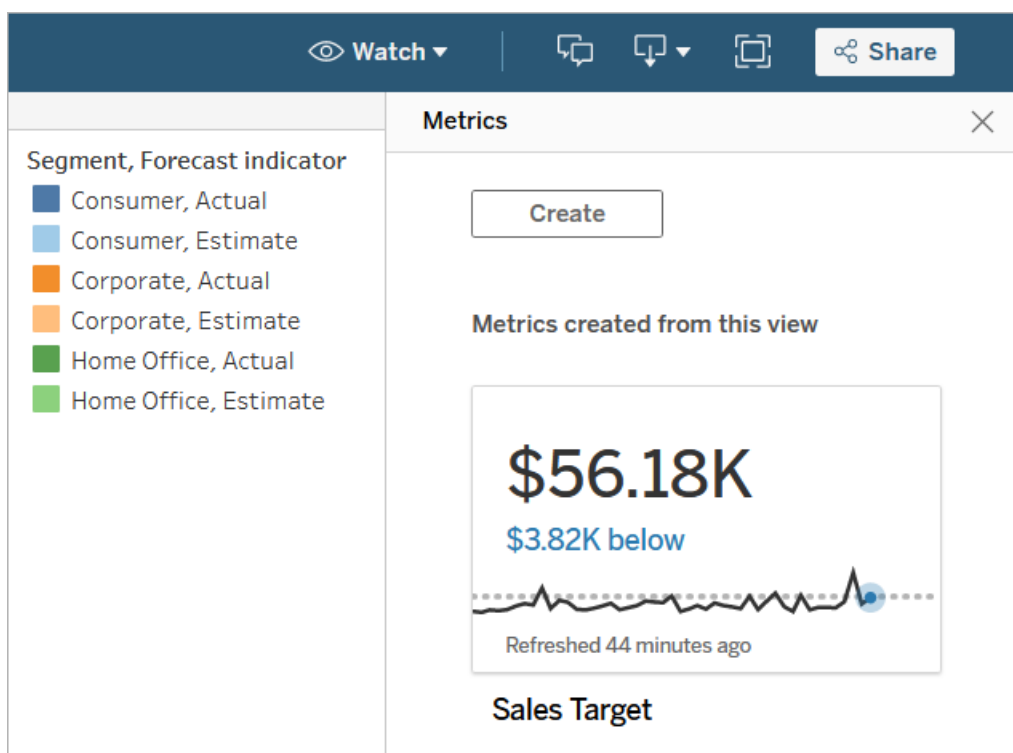 Watch
Share
Metrics
Segment, Forecast indicator
Consumer, Actual
Consumer, Estimate
Corporate, Actual
Corporate, Estimate
Home Office, Actual
Home Office, Estimate
Create
Metrics created from this view
$56.18K
$3.82K below
Refreshed 44 minutes ago
Sales Target